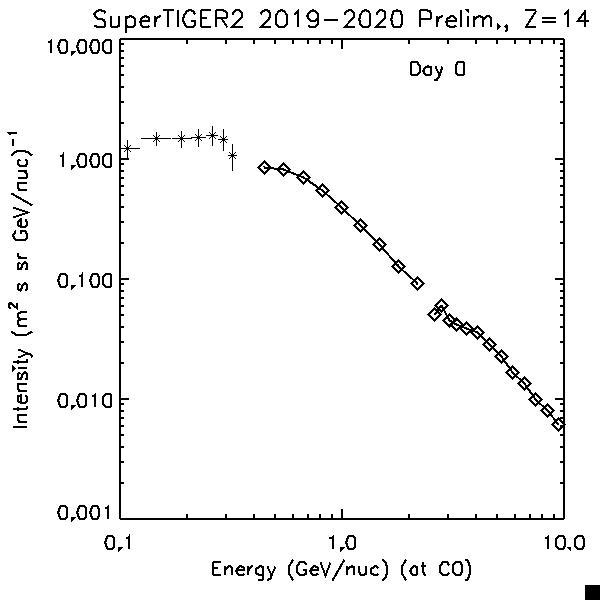 SuperTIGER2 2019-2020 Prelim., Z=14
Day 0
10,000
1,000
0,100
0,010
0,001
Intensity (m² s sr GeV/nuc)⁻¹
0,1
1,0
10,0
Energy (GeV/nuc) (at CO)